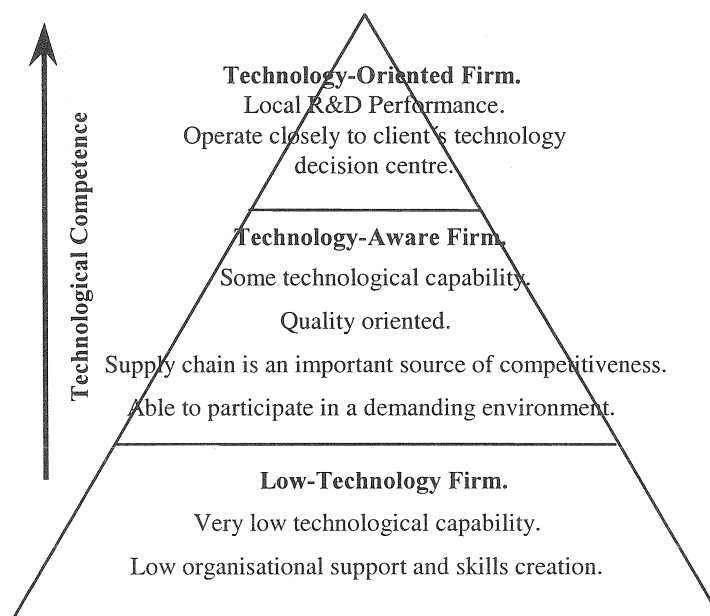 Technology-Oriented Firm.
Local R&D Performance.
Operate closely to client´s technology
decision centre.
Technological Competence
Technology-Aware Firm.
Some technological capability.
Quality oriented.
Supply chain is an important source of competitiveness.
Able to participate in a demanding environment.
Low-Technology Firm.
Very low technological capability.
Low organisational support and skills creation.